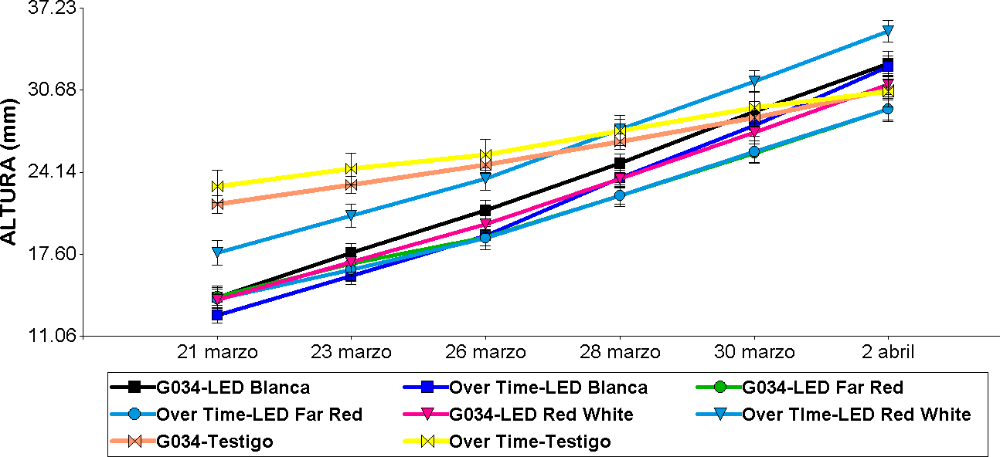 37.23
30.68
24.14
17.60
11.06
ALTURA (mm)
21 marzo 23 marzo 26 marzo 28 marzo 30 marzo 2 abril
G034-LED Blanca Over Time-LED Blanca G034-LED Far Red
Over Time-LED Far Red G034-LED Red White Over TIme-LED Red White
G034-Testigo Over Time-Testigo